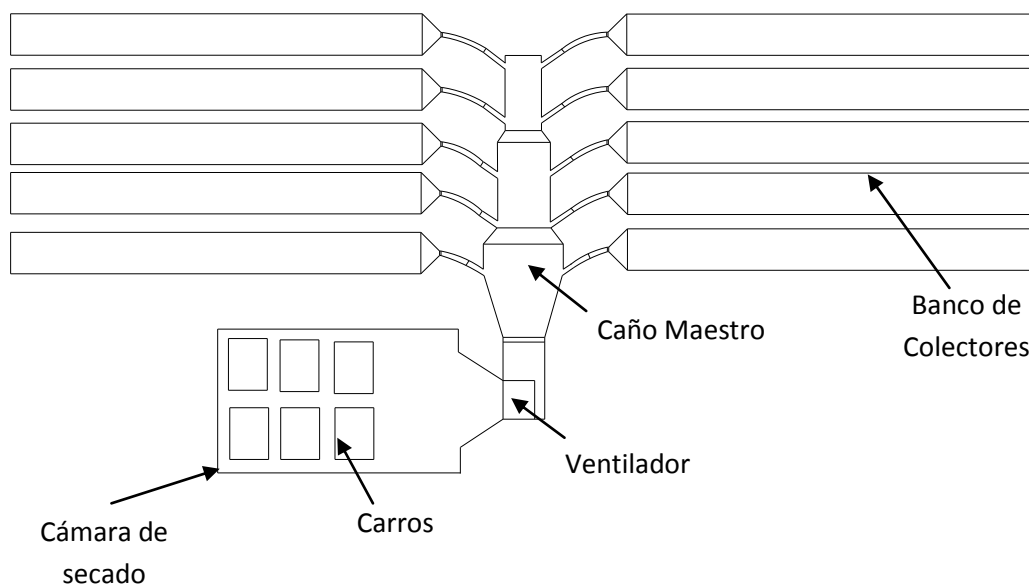 Banco de
Colectores
Caño Maestro
Ventilador
Carros
Cámara de
secado